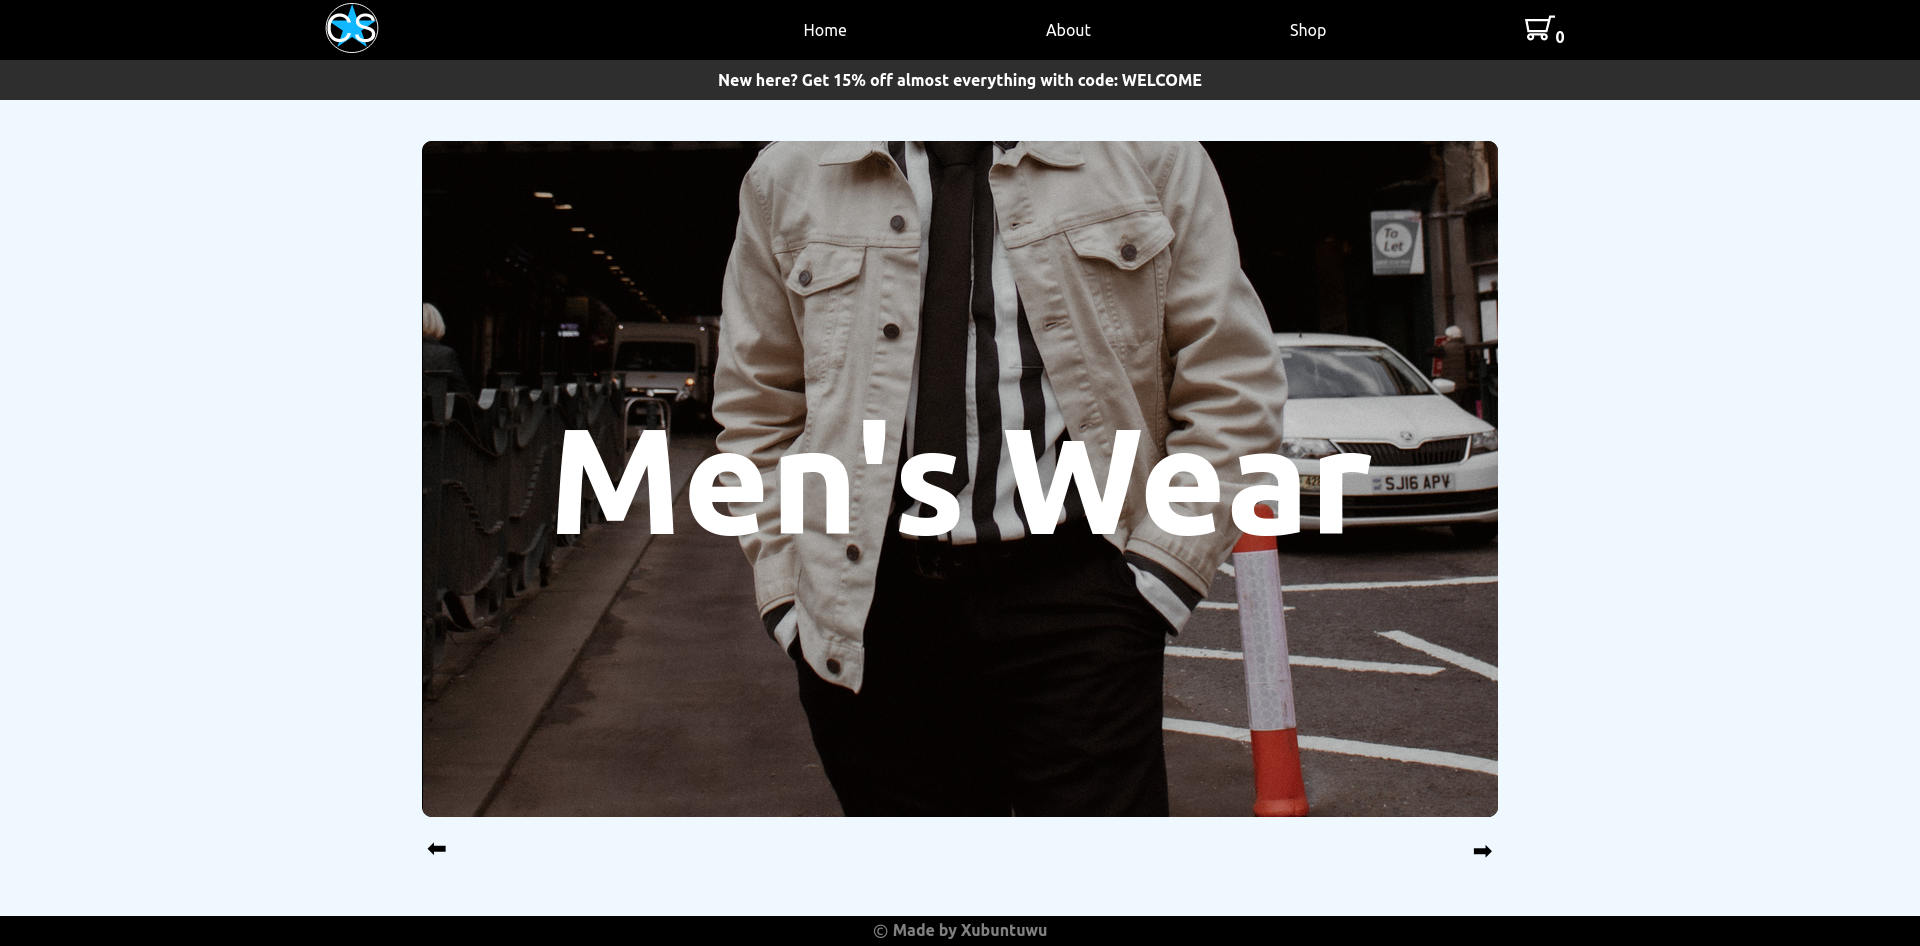 CS
Home
About
Shop
0
New here? Get 15% off almost everything with code: WELCOME
To
Let
Men's Wear
SJ16 APV
© Made by Xubuntuwu